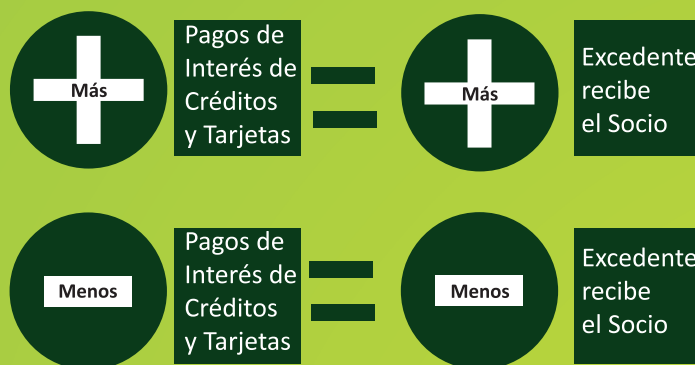 Más
Pagos de
Interés de
Créditos
y Tarjetas
Más
Excedente
recibe
el Socio
Menos
Pagos de
Interés de
Créditos
y Tarjetas
Menos
Excedente
recibe
el Socio